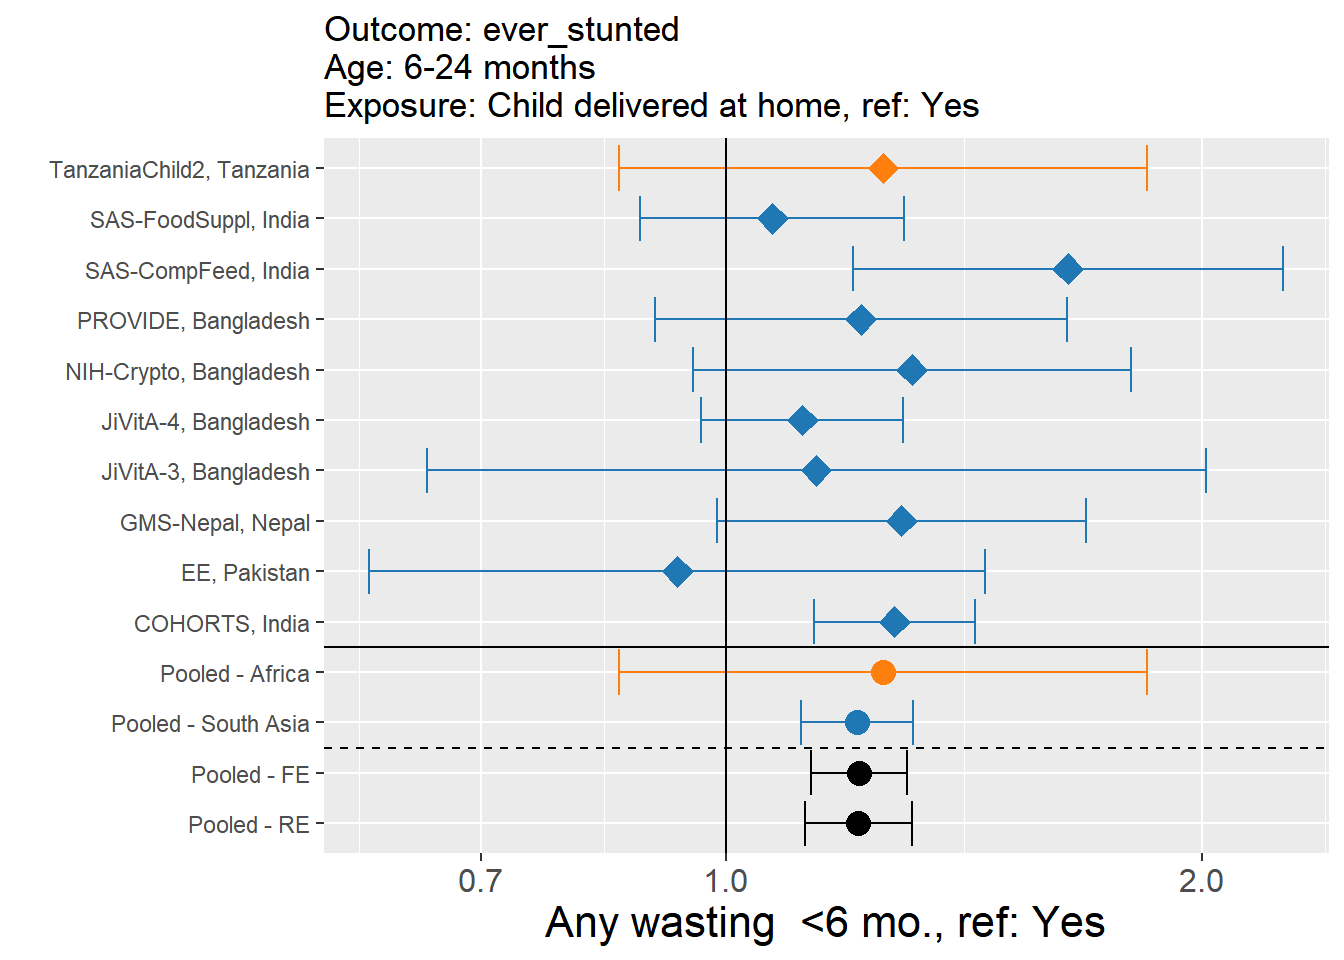 Outcome: ever_stunted
Age: 6-24 months
Exposure: Child delivered at home, ref: Yes
TanzaniaChild2, Tanzania
SAS-FoodSuppl, India
SAS-CompFeed, India
PROVIDE, Bangladesh
NIH-Crypto, Bangladesh
JiVitA-4, Bangladesh
JiVitA-3, Bangladesh
GMS-Nepal, Nepal
EE, Pakistan
COHORTS, India
Pooled - Africa
Pooled - South Asia
Pooled - FE
Pooled - RE
0.7 1.0 2.0
Any wasting  <6 mo., ref: Yes